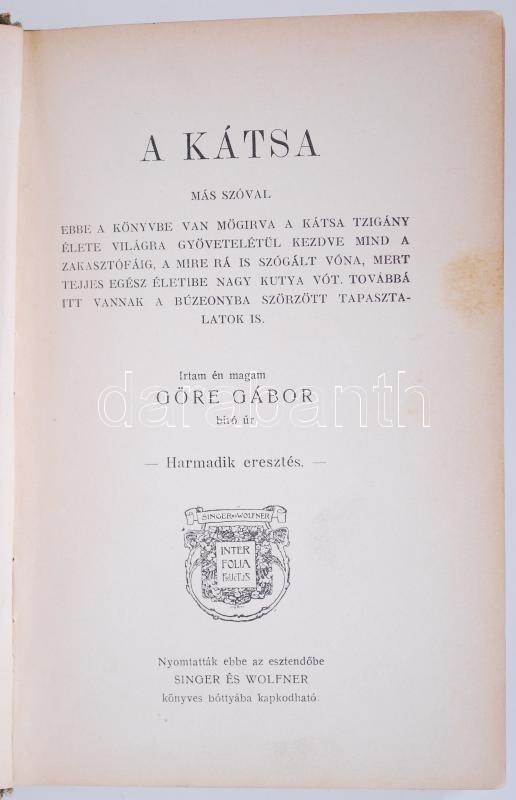 A KÁTSA
MÁS SZÓVAL
EBBE A KÖNYVBE VAN MÖGIRVA A KÁTSA TZIGÁNY
ÉLETE VILÁGRA GYÖVETELÉTÜL KEZDVE MIND A
ZAKASZTÓFÁIG, A MIRE RÁ IS SZÓGÁLT VÓNA, MERT
TEJJES EGÉSZ ÉLETIBE NAGY KUTYA VÓT. TOVÁBBÁ
ITT VANNAK A BÚZEONYBA SZÖRZÖTT TAPASZTA-
LATOK IS.
Irtam én magam
GÖRE GÁBOR
biró úr
darabanth
— Harmadik eresztés. —
SINGER ÉS WOLFNER
INTER
FOLIA
FRUCTUS
Nyomtatták ebbe az esztendőbe
SINGER ÉS WOLFNER
könyves bóttyába kapkodható.